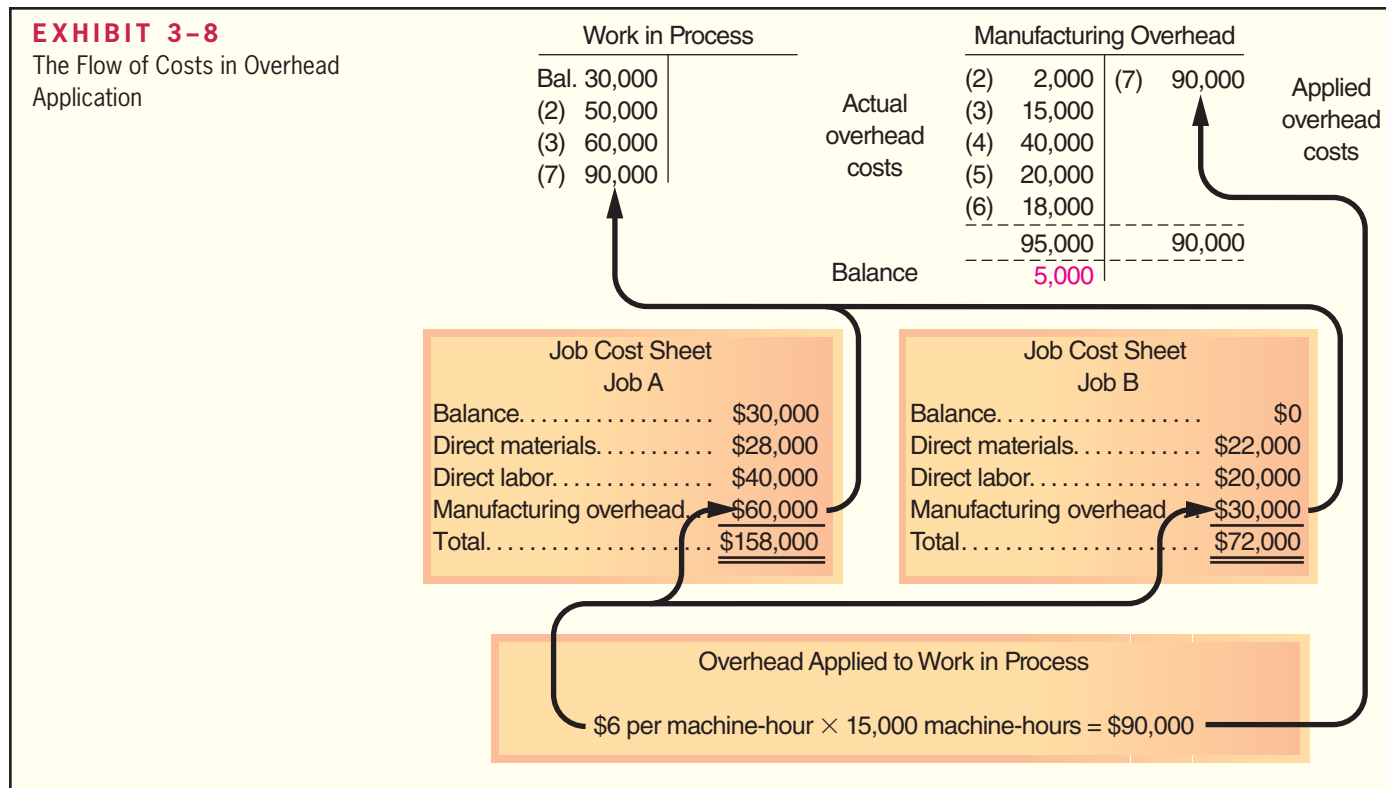 EXHIBIT 3–8
The Flow of Costs in Overhead
Application
Work in Process
Bal. 30,000
(2) 50,000
(3) 60,000
(7) 90,000
Actual
overhead
costs
Manufacturing Overhead
(2) 2,000 (7) 90,000
(3) 15,000
(4) 40,000
(5) 20,000
(6) 18,000
95,000 90,000
Balance 5,000
Applied
overhead
costs
Job Cost Sheet
Job A
Balance. . . . . . . . . . . . . . . . . . $30,000
Direct materials. . . . . . . . . . . $28,000
Direct labor. . . . . . . . . . . . . . . $40,000
Manufacturing overhead. . $60,000
Total. . . . . . . . . . . . . . . . . . . . . $158,000
Job Cost Sheet
Job B
Balance. . . . . . . . . . . . . . . . . . . $0
Direct materials. . . . . . . . . . . . $22,000
Direct labor. . . . . . . . . . . . . . . . $20,000
Manufacturing overhead . . $30,000
Total. . . . . . . . . . . . . . . . . . . . . . $72,000
Overhead Applied to Work in Process
$6 per machine-hour × 15,000 machine-hours = $90,000